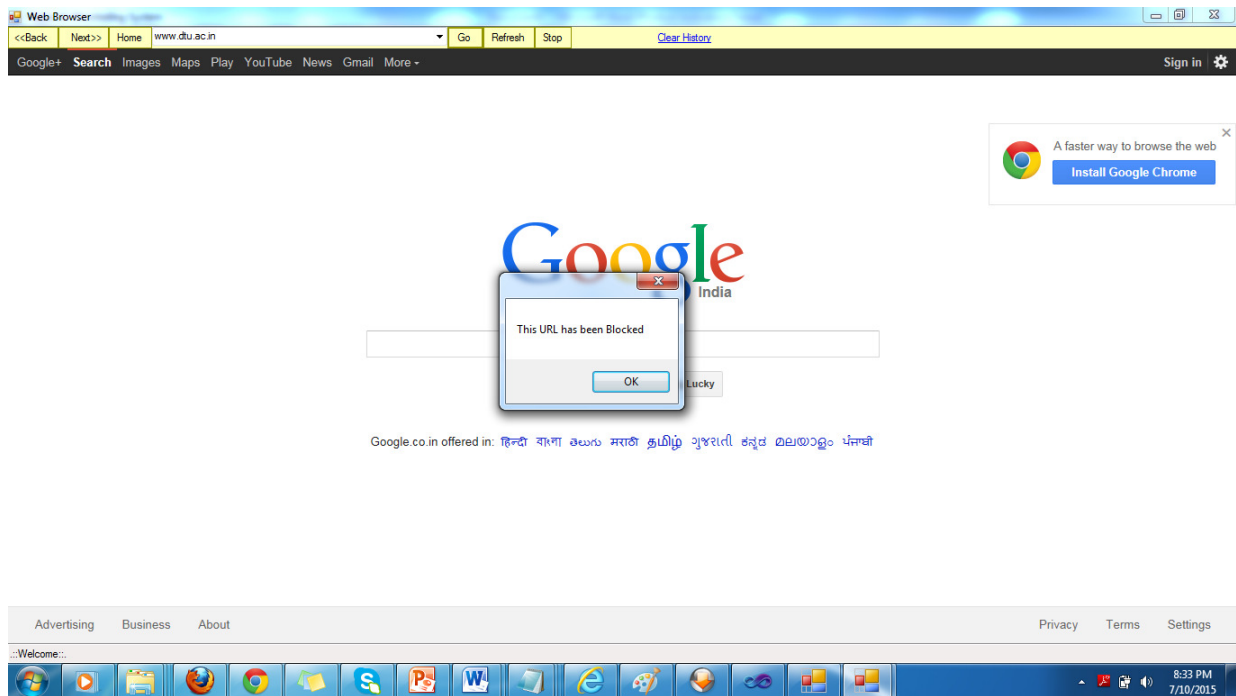 Web Browser
<<Back Next>> Home www.dtu.ac.in Go Refresh Stop Clear History
Google+ Search Images Maps Play YouTube News Gmail More Sign in
A faster way to browse the web
Install Google Chrome
Google
India
This URL has been Blocked
OK
Lucky
Google.co.in offered in: हिन्दी বাংলা తెలుగు मराठी தமிழ் ગુજરાતી ಕನ್ನಡ മലയാളം ਪੰਜਾਬੀ
Advertising Business About Privacy Terms Settings
.::Welcome::.
8:33 PM
7/10/2015